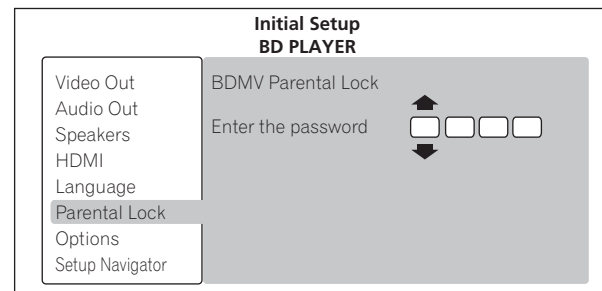 Initial Setup
BD PLAYER
Video Out
Audio Out
Speakers
HDMI
Language
Parental Lock
Options
Setup Navigator
BDMV Parental Lock
Enter the password